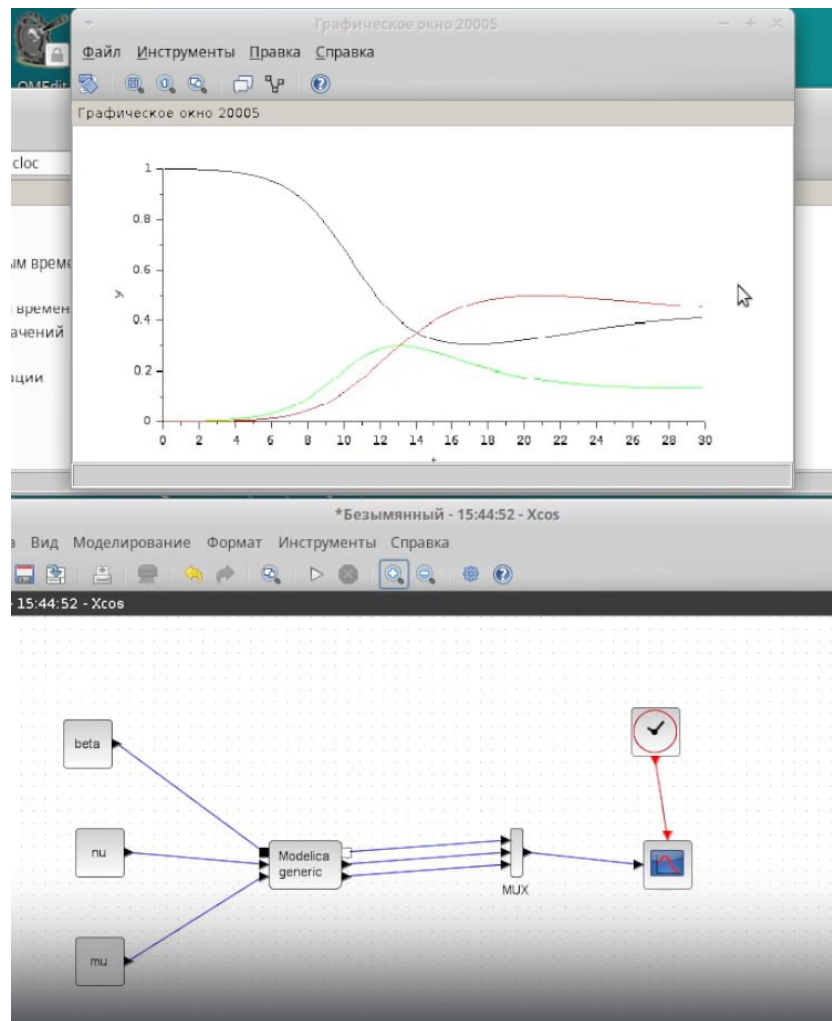 Графическое окно 20005
Файл Инструменты Правка Справка
OMEdit
Графическое окно 20005
cloc
1
0.8
0.6
0.4
0.2
0
y
0 2 4 6 8 10 12 14 16 18 20 22 24 26 28 30
t
ым време
времен
ачений
ации
*Безымянный - 15:44:52 - Xcos
а Вид Моделирование Формат Инструменты Справка
- 15:44:52 - Xcos
beta
nu
mu
Modelica
generic
MUX